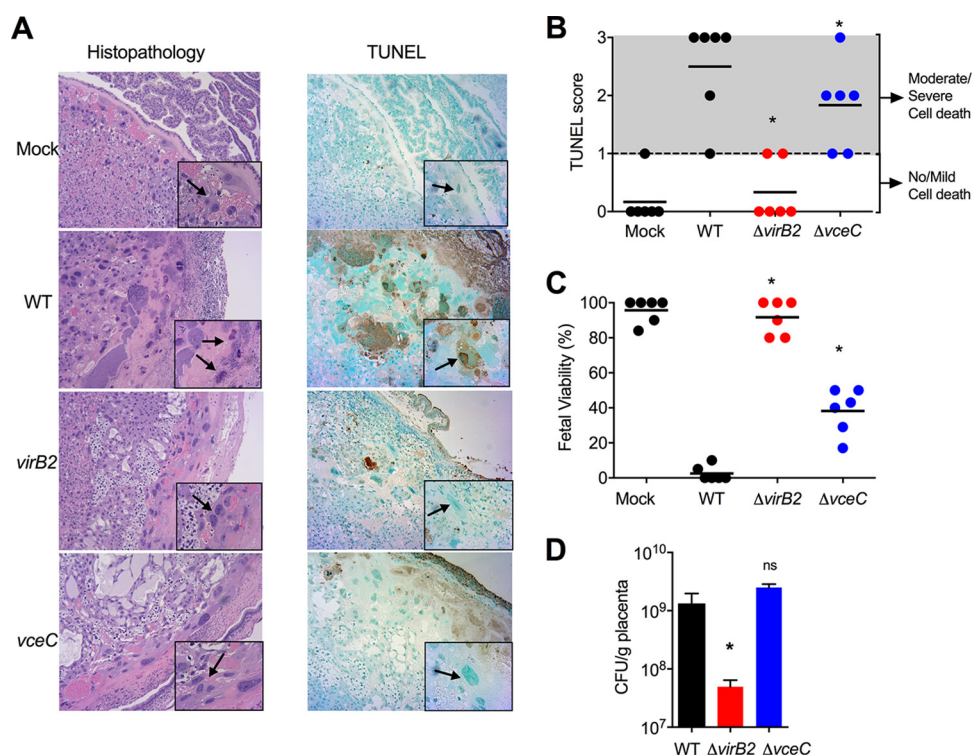 A
Histopathology
TUNEL
Mock
WT
virB2
vceC
B
TUNEL score
3
2
1
0
*
*
Mock
WT
ΔvirB2
ΔvceC
Moderate/
Severe
Cell death
No/Mild
Cell death
C
Fetal Viability (%)
100
80
60
40
20
0
*
*
Mock
WT
ΔvirB2
ΔvceC
D
CFU/g placenta
10¹⁰
10⁹
10⁸
10⁷
*
ns
WT
ΔvirB2
ΔvceC